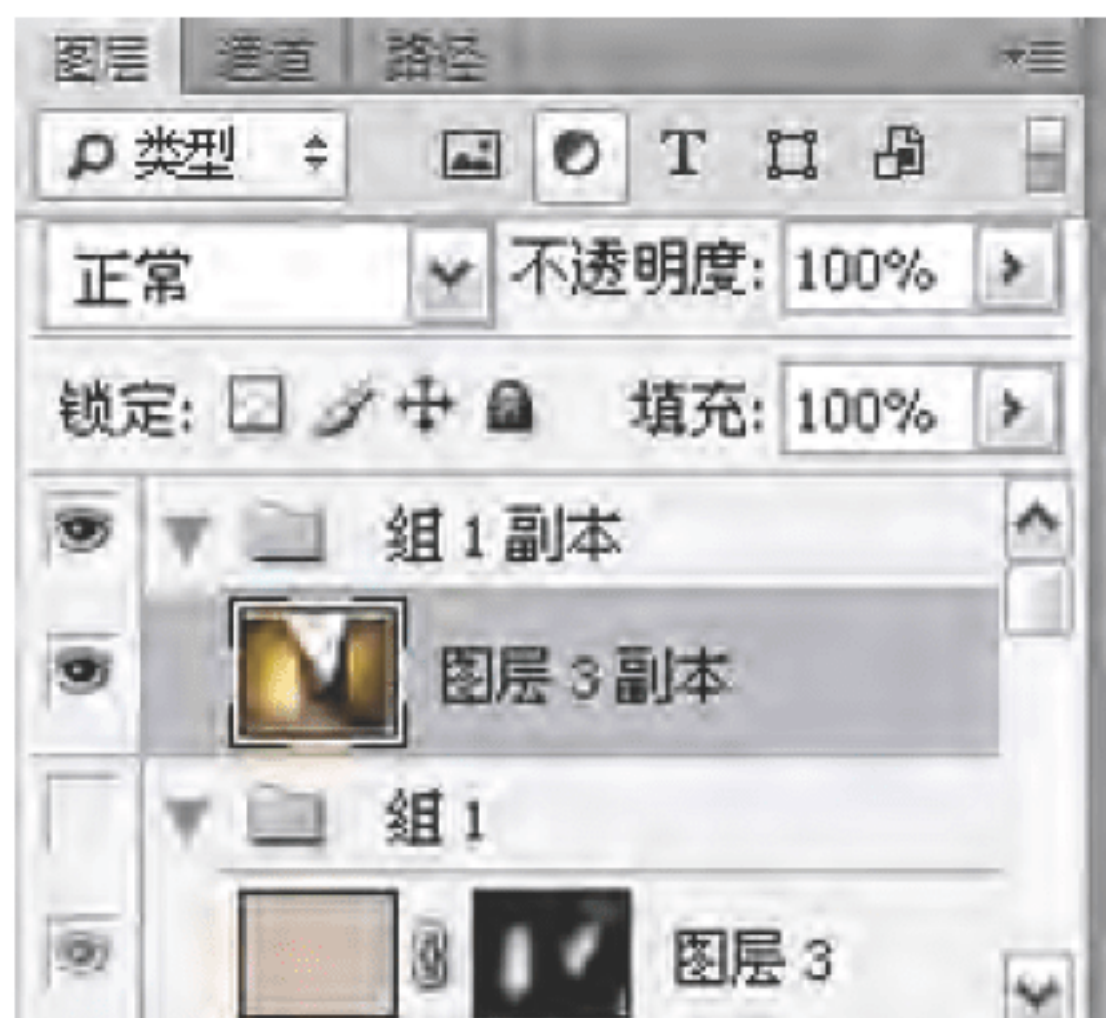 图层 通道 路径
类型 T
正常 不透明度: 100%
锁定: 填充: 100%
组 1 副本
图层 3 副本
组 1
图层 3